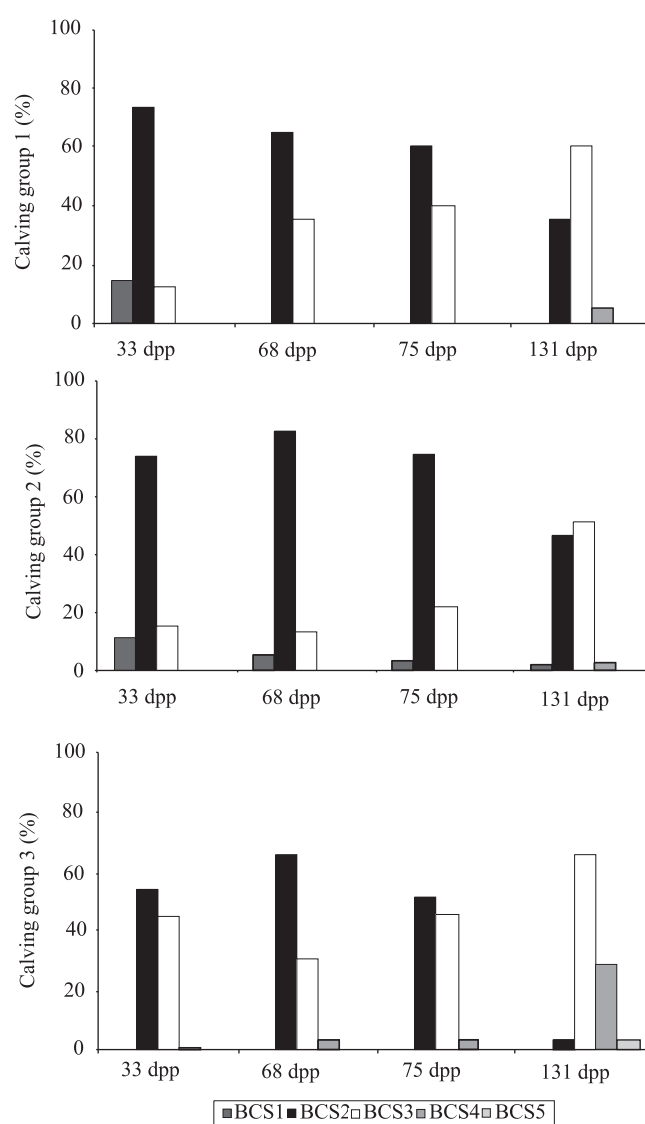 100
80
60
40
20
0
Calving group 1 (%)
33 dpp 68 dpp 75 dpp 131 dpp
100
80
60
40
20
0
Calving group 2 (%)
33 dpp 68 dpp 75 dpp 131 dpp
100
80
60
40
20
0
Calving group 3 (%)
33 dpp 68 dpp 75 dpp 131 dpp
BCS1 BCS2 BCS3 BCS4 BCS5